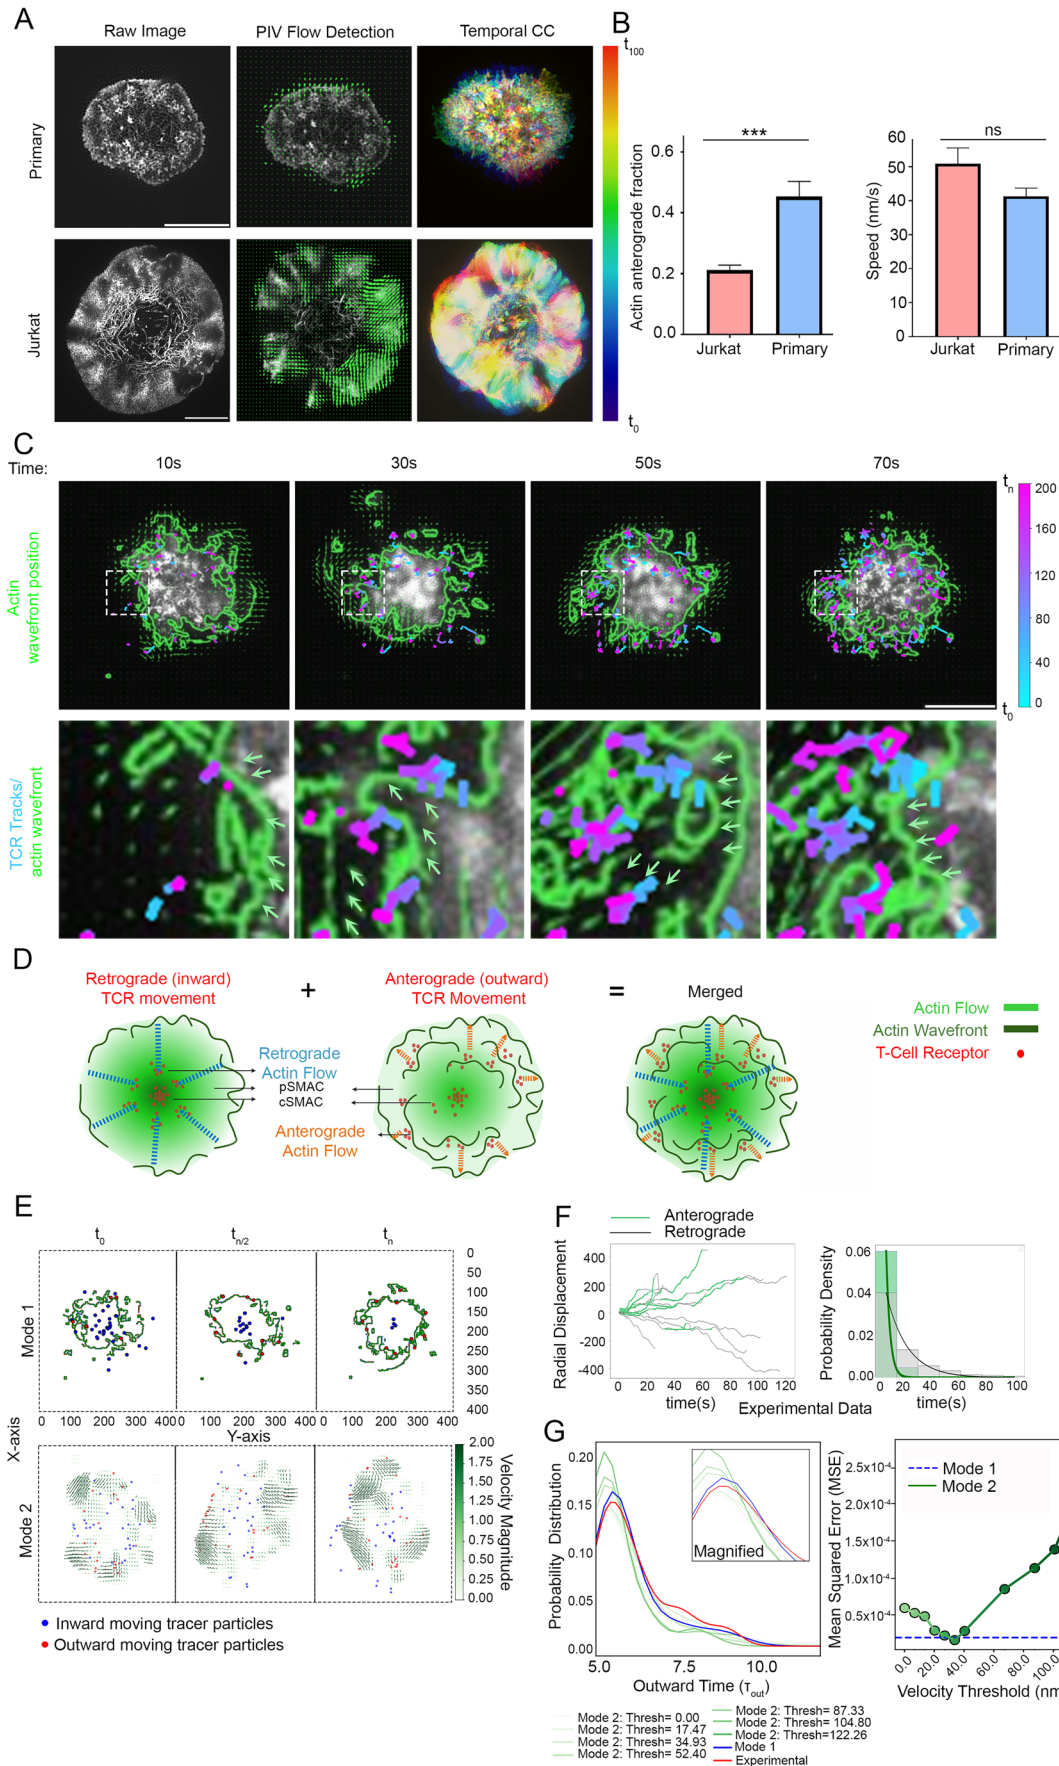 A
Raw Image
PIV Flow Detection
Temporal CC
Primary
Jurkat
t100
t0
B
Actin anterograde fraction
0.6
0.4
0.2
0.0
***
Jurkat
Primary
Speed (nm/s)
60
50
40
30
20
10
0
ns
Jurkat
Primary
C
Time:
10s
30s
50s
70s
Actin
wavefront position
TCR Tracks/
actin wavefront
tn
200
160
120
80
40
0
t0
D
Retrograde (inward)
TCR movement
+
Anterograde (outward)
TCR Movement
=
Merged
Retrograde
Actin Flow
pSMAC
cSMAC
Anterograde
Actin Flow
Actin Flow
Actin Wavefront
T-Cell Receptor
E
t0
tn/2
tn
Mode 1
0
50
100
150
200
250
300
350
400
0 100 200 300 400
0 100 200 300 400
0 100 200 300 400
X-axis
Y-axis
Mode 2
2.00
1.75
1.50
1.25
1.00
0.75
0.50
0.25
0.00
Velocity Magnitude
Inward moving tracer particles
Outward moving tracer particles
F
Anterograde
Retrograde
Radial Displacement
400
200
0
-200
-400
0 20 40 60 80 100 120
time(s)
Probability Density
0.06
0.04
0.02
0.00
0 20 40 60 80 100
time(s)
Experimental Data
G
Probability Distribution
0.20
0.15
0.10
0.05
0.00
Magnified
5.0 7.5 10.0
Outward Time (τout)
Mode 2: Thresh= 0.00
Mode 2: Thresh= 17.47
Mode 2: Thresh= 34.93
Mode 2: Thresh= 52.40
Mode 2: Thresh= 87.33
Mode 2: Thresh= 104.80
Mode 2: Thresh=122.26
Mode 1
Experimental
Mean Squared Error (MSE)
2.5x10-4
2.0x10-4
1.5x10-4
1.0x10-4
0.5x10-4
Mode 1
Mode 2
0.0 20.0 40.0 60.0 80.0 100.0
Velocity Threshold (nm